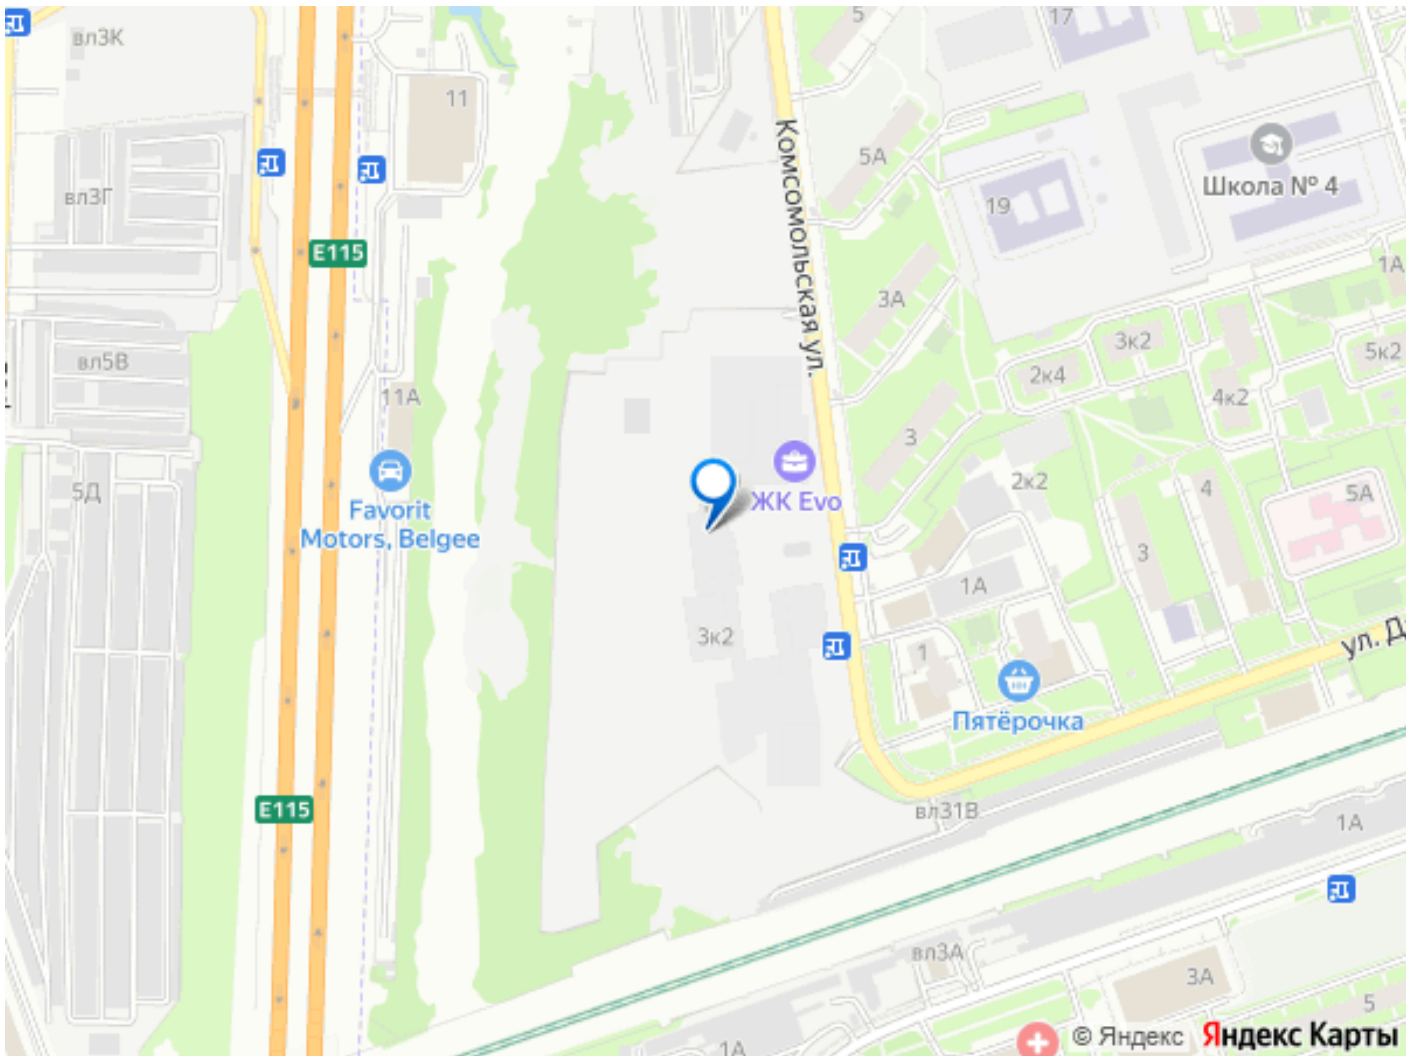 вл3К
5
17
11
5А
Школа № 4
вл3Г
19
Комсомольская ул.
E115
1А
3А
3к2
5к2
вл5В
2к4
4к2
11А
3
5Д
ЖК Evo
2к2
4
5А
Favorit
Motors, Belgee
3
1А
3к2
1
ул. Д
Пятёрочка
E115
вл31В
1А
вл3А
3А
5
1А
© Яндекс Яндекс Карты